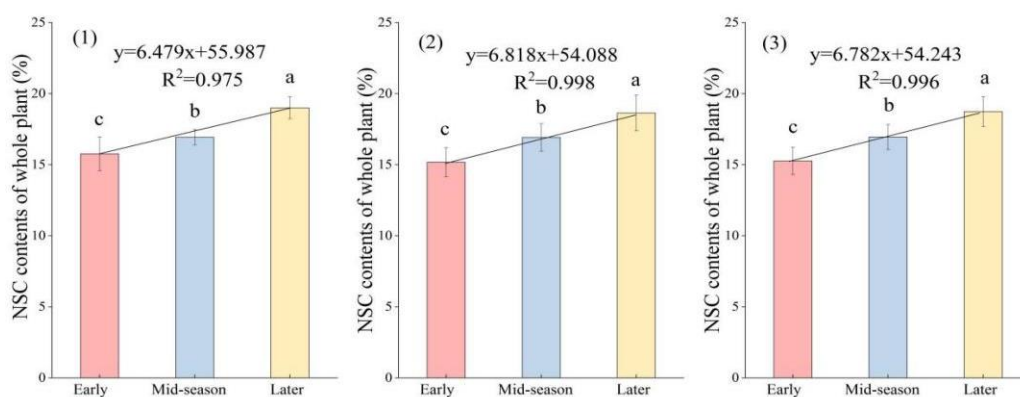 NSC contents of whole plant (%)
25
20
15
10
5
0
(1)
y=6.479x+55.987
R²=0.975
c
b
a
Early
Mid-season
Later
NSC contents of whole plant (%)
25
20
15
10
5
0
(2)
y=6.818x+54.088
R²=0.998
c
b
a
Early
Mid-season
Later
NSC contents of whole plant (%)
25
20
15
10
5
0
(3)
y=6.782x+54.243
R²=0.996
c
b
a
Early
Mid-season
Later